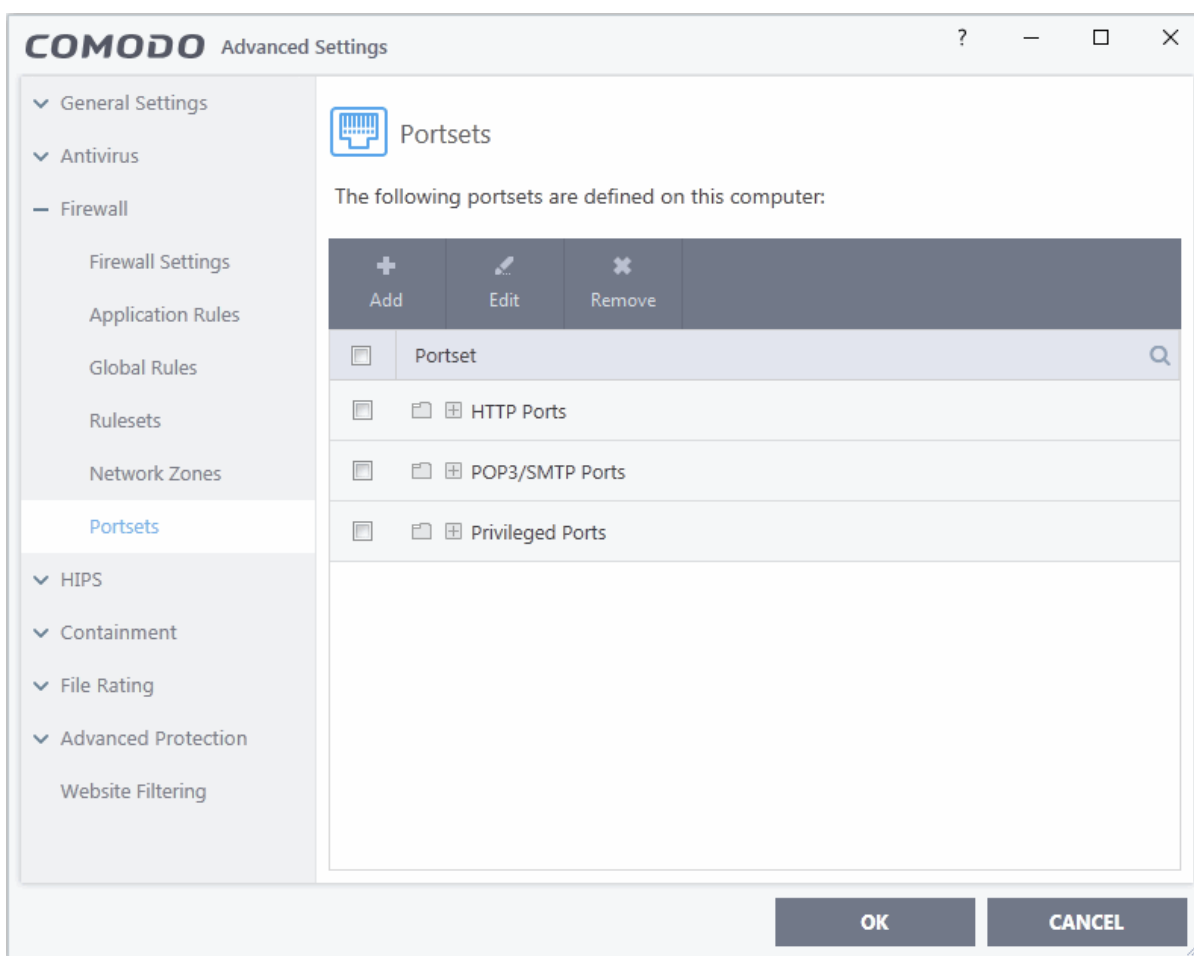 COMODO Advanced Settings ?
General Settings
Antivirus
Firewall
Firewall Settings
Application Rules
Global Rules
Rulesets
Network Zones
Portsets
HIPS
Containment
File Rating
Advanced Protection
Website Filtering
Portsets
The following portsets are defined on this computer:
Add Edit Remove
Portset
HTTP Ports
POP3/SMTP Ports
Privileged Ports
OK CANCEL